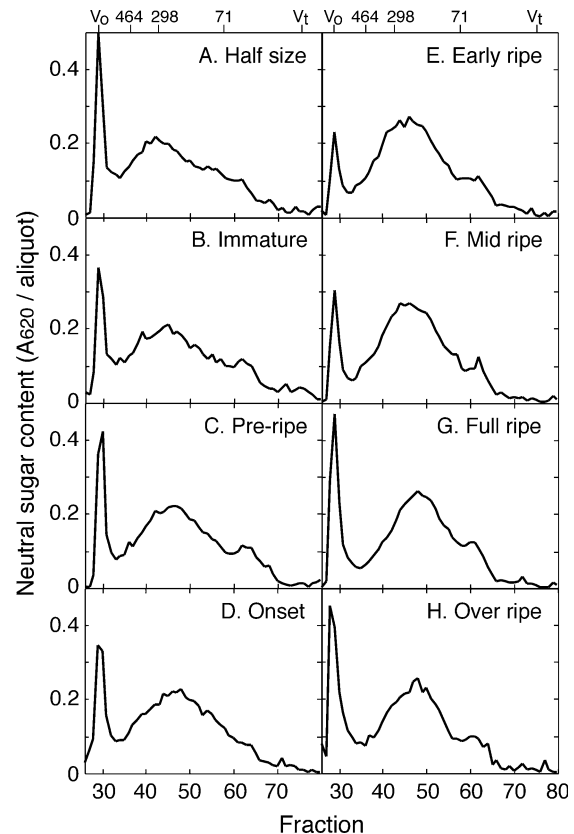 Vo 464 298 71 Vt
Vo 464 298 71 Vt
A. Half size
E. Early ripe
0.4
0.2
0
B. Immature
F. Mid ripe
0.4
0.2
0
C. Pre-ripe
G. Full ripe
0.4
0.2
0
D. Onset
H. Over ripe
0.4
0.2
0
30 40 50 60 70
30 40 50 60 70 80
Fraction
Neutral sugar content (A620 / aliquot)